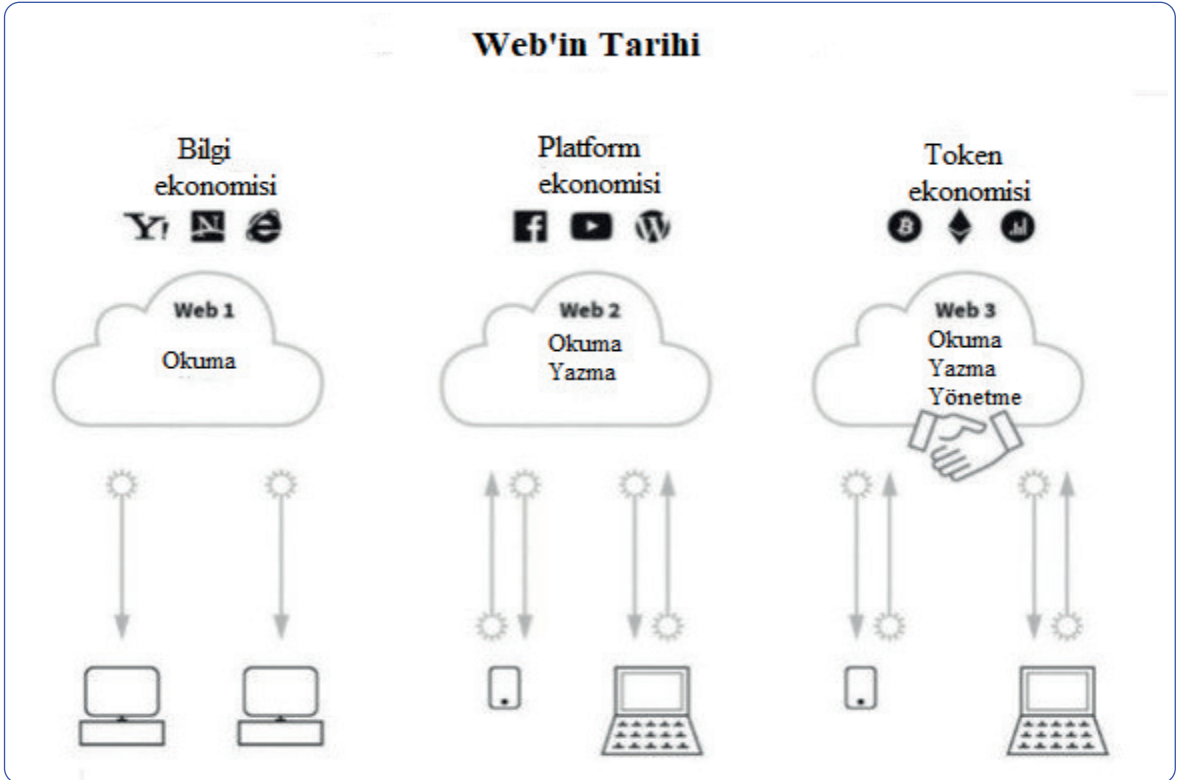 Web'in Tarihi
Bilgi
ekonomisi
Web 1
Okuma
Platform
ekonomisi
Web 2
Okuma
Yazma
Token
ekonomisi
Web 3
Okuma
Yazma
Yönetme